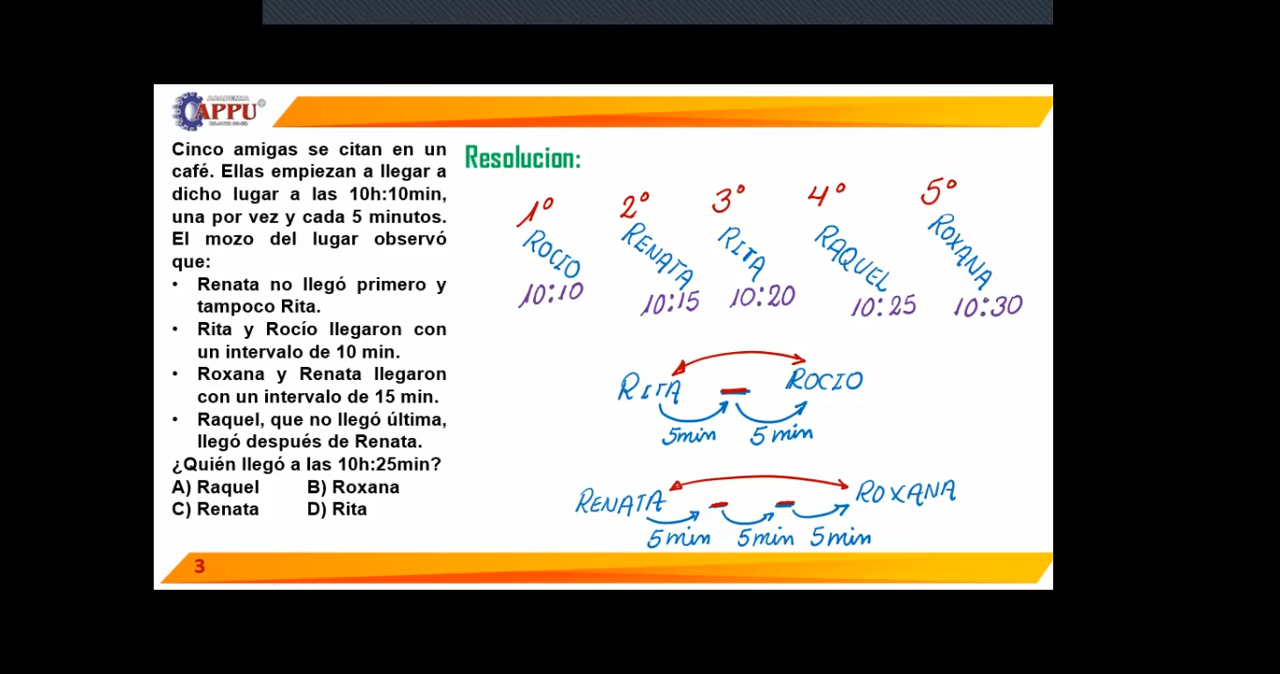 ACADEMIA
APPU
Cinco amigas se citan en un
café. Ellas empiezan a llegar a
dicho lugar a las 10h:10min,
una por vez y cada 5 minutos.
El mozo del lugar observó
que:
• Renata no llegó primero y
tampoco Rita.
• Rita y Rocío llegaron con
un intervalo de 10 min.
• Roxana y Renata llegaron
con un intervalo de 15 min.
• Raquel, que no llegó última,
llegó después de Renata.
¿Quién llegó a las 10h:25min?
A) Raquel B) Roxana
C) Renata D) Rita
3
Resolucion:
1° 2° 3° 4° 5°
ROCIO RENATA RITA RAQUEL ROXANA
10:10 10:15 10:20 10:25 10:30
RITA ROCIO
5min 5min
RENATA ROXANA
5min 5min 5min